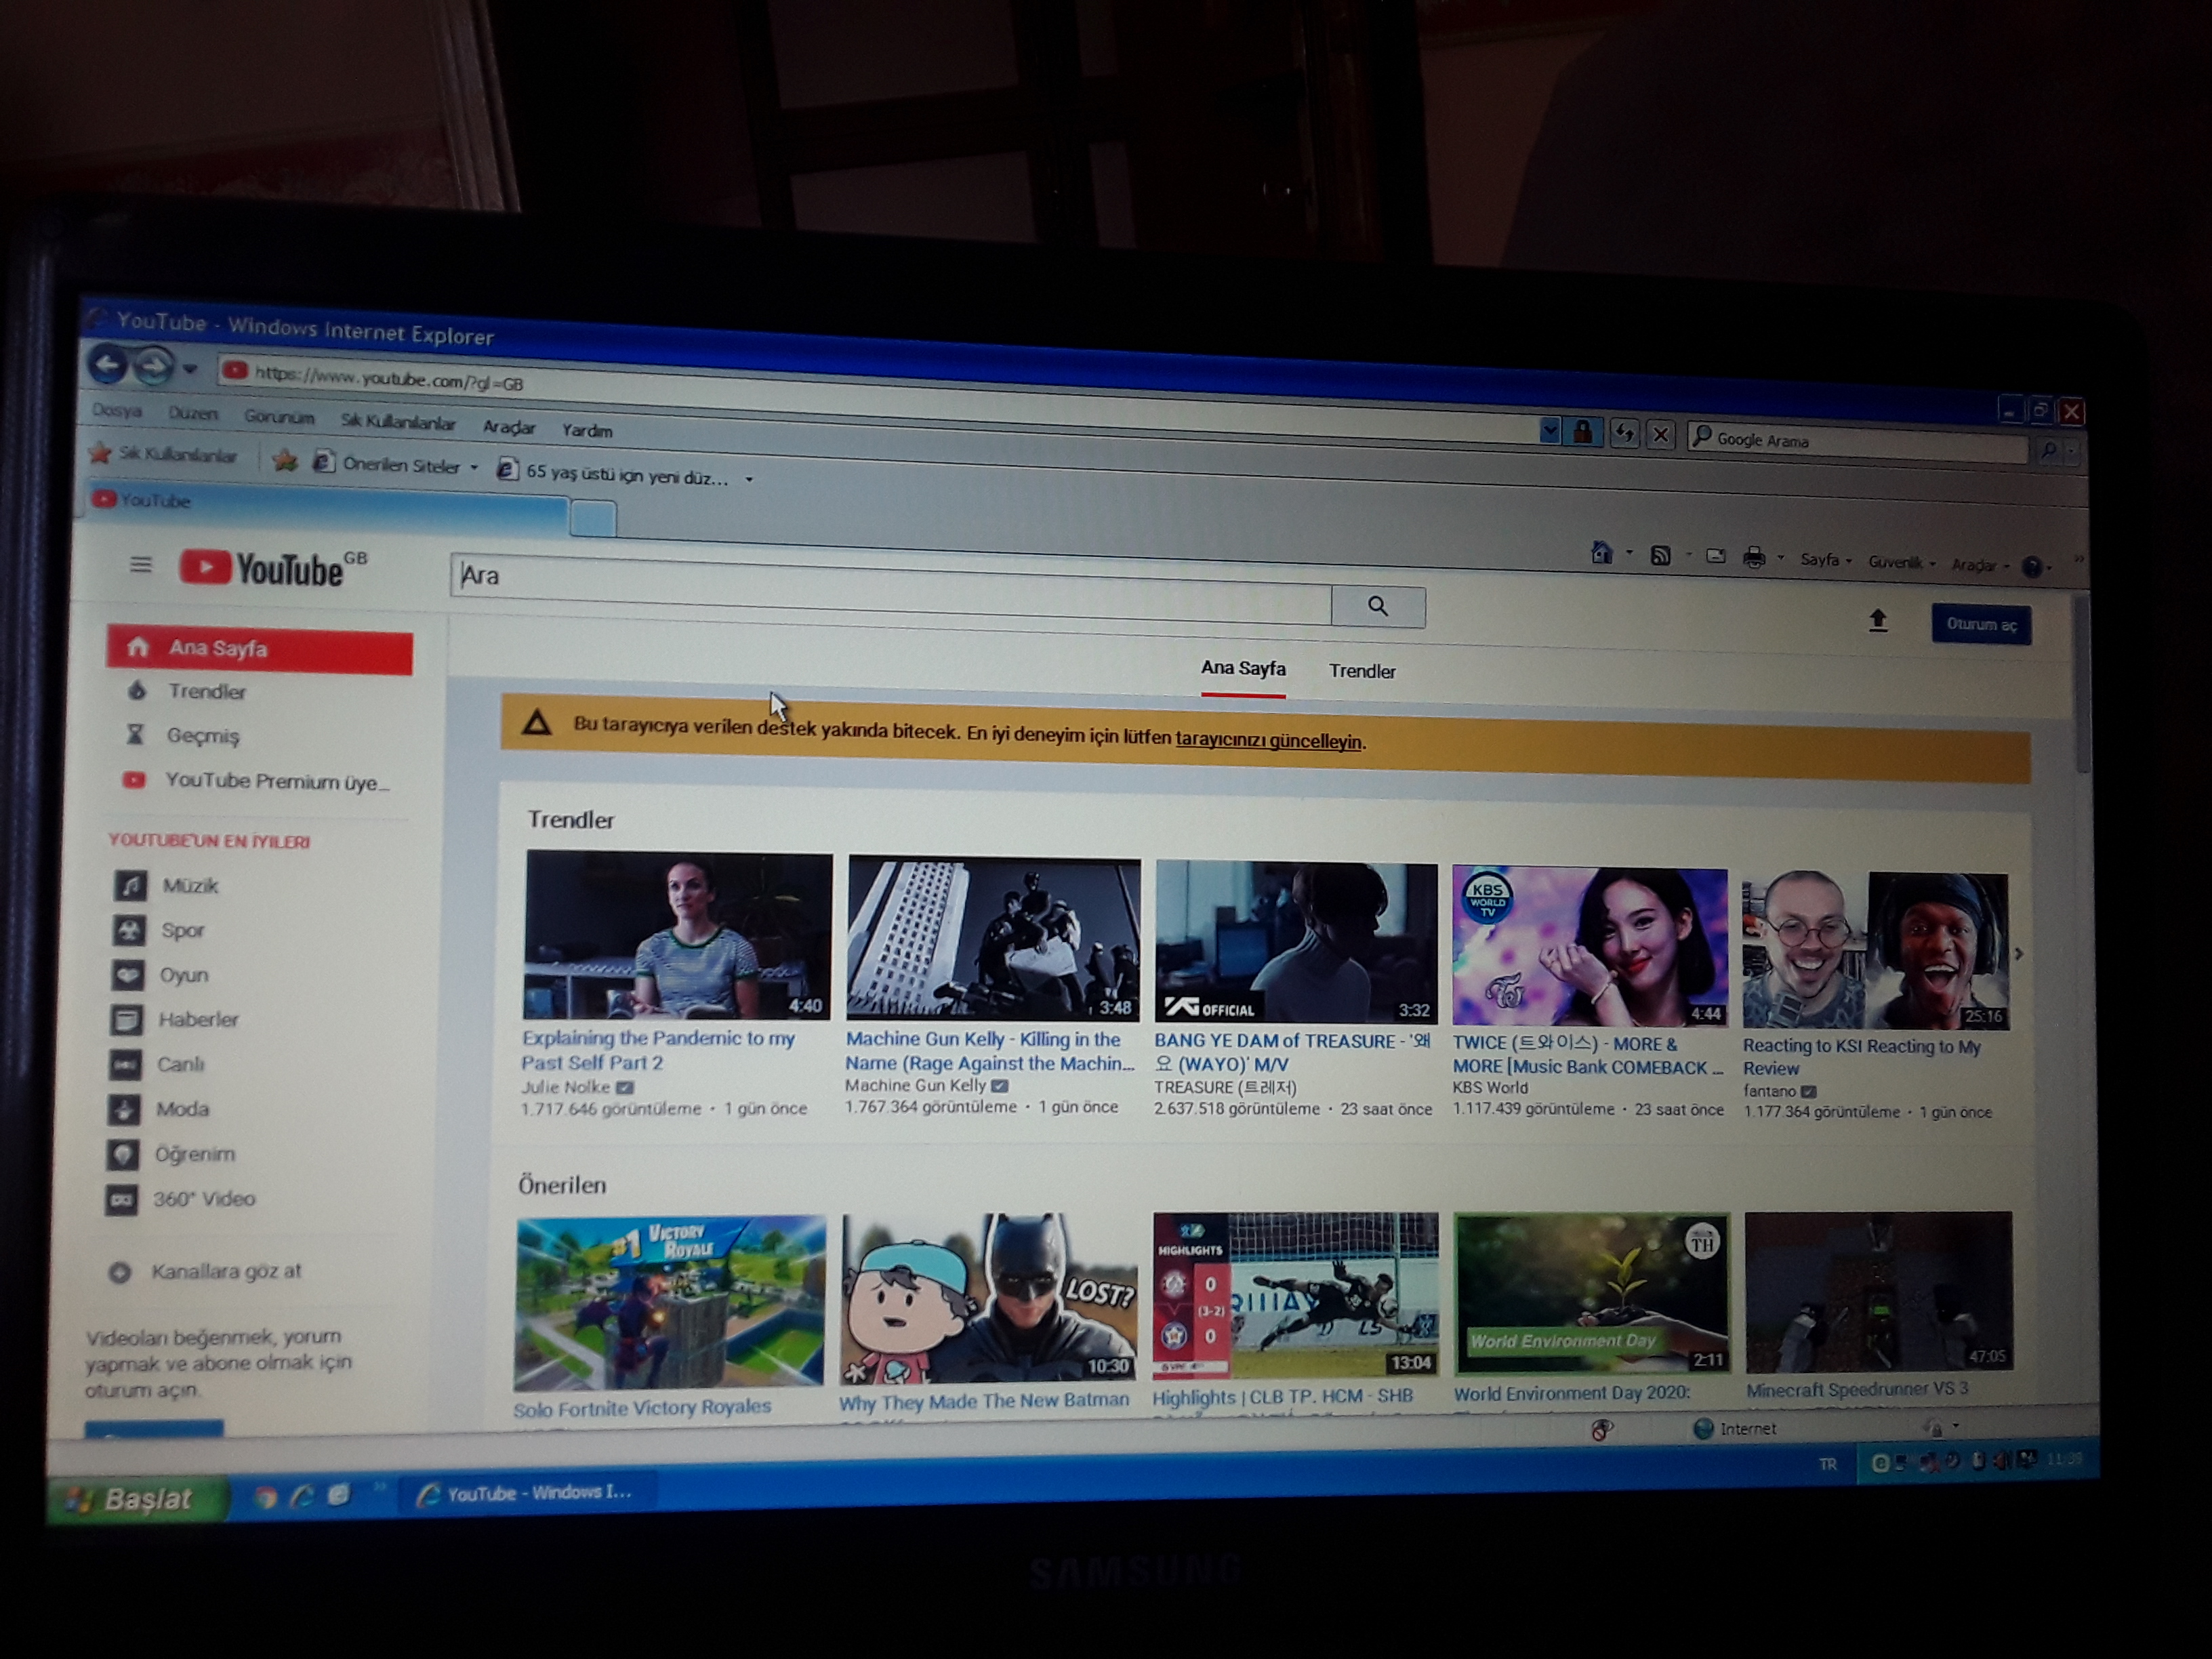 YouTube - Windows Internet Explorer
https://www.youtube.com/?gl=GB
Google Arama
Dosya Düzen Görünüm Sık Kullanılanlar Araçlar Yardım
Sık Kullanılanlar Önerilen Siteler 65 yaş üstü için yeni düz...
YouTube
Sayfa Güvenlik Araçlar
YouTube GB
Ara
Oturum aç
Ana Sayfa Trendler
Ana Sayfa
Trendler
Geçmiş
YouTube Premium üye...
YOUTUBE'UN EN İYİLERİ
Müzik
Spor
Oyun
Haberler
Canlı
Moda
Öğrenim
360° Video
Kanallara göz at
Videoları beğenmek, yorum
yapmak ve abone olmak için
oturum açın.
Bu tarayıcıya verilen destek yakında bitecek. En iyi deneyim için lütfen tarayıcınızı güncelleyin.
Trendler
4:40
Explaining the Pandemic to my
Past Self Part 2
Julie Nolke
1.717.646 görüntüleme • 1 gün önce
3:48
Machine Gun Kelly - Killing in the
Name (Rage Against the Machin...
Machine Gun Kelly
1.767.364 görüntüleme • 1 gün önce
YG OFFICIAL
3:32
BANG YE DAM of TREASURE - '왜
요 (WAYO)' M/V
TREASURE (트레저)
2.637.518 görüntüleme • 23 saat önce
KBS
WORLD
TV
4:44
TWICE (트와이스) - MORE &
MORE [Music Bank COMEBACK ...
KBS World
1.117.439 görüntüleme • 23 saat önce
25:16
Reacting to KSI Reacting to My
Review
fantano
1.177.364 görüntüleme • 1 gün önce
Önerilen
#1 VICTORY
ROYALE
Solo Fortnite Victory Royales
LOST?
10:30
Why They Made The New Batman
HIGHLIGHTS
0
(3-2)
0
13:04
Highlights | CLB TP. HCM - SHB
TH
World Environment Day
2:11
World Environment Day 2020:
47:05
Minecraft Speedrunner VS 3
Internet
Başlat
YouTube - Windows I...
TR
SAMSUNG